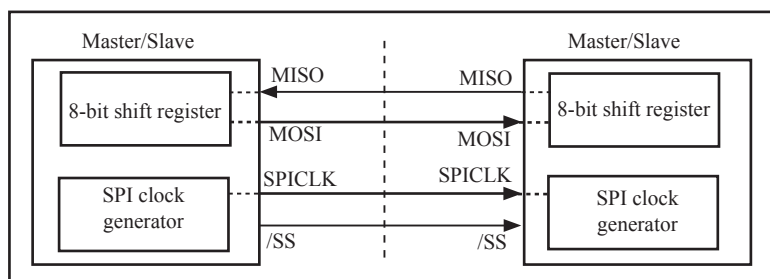 Master/Slave
Master/Slave
MISO
MISO
8-bit shift register
8-bit shift register
MOSI
MOSI
SPICLK
SPICLK
SPI clock
generator
SPI clock
generator
/SS
/SS